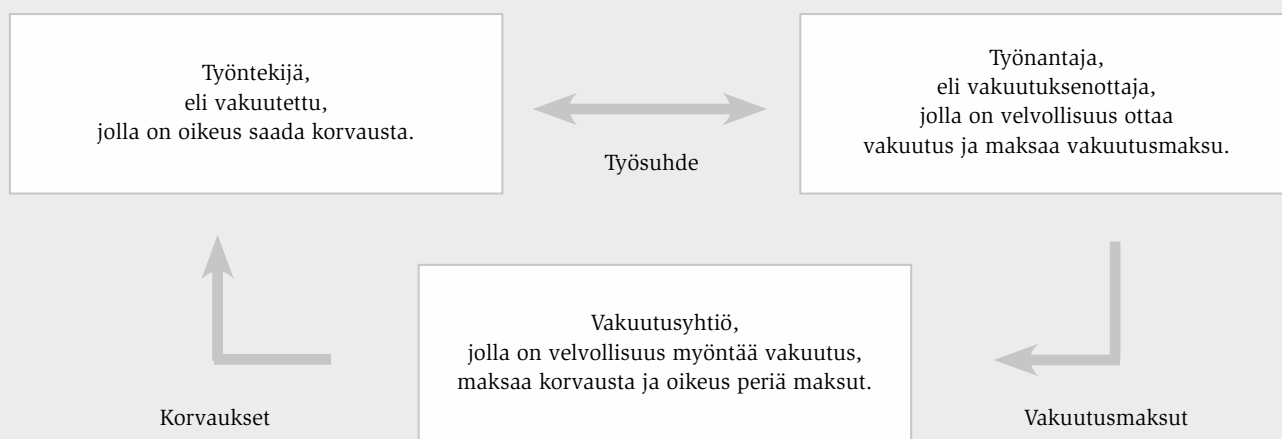 Työntekijä,
eli vakuutettu,
jolla on oikeus saada korvausta.
Työsuhde
Työnantaja,
eli vakuutuksenottaja,
jolla on velvollisuus ottaa
vakuutus ja maksaa vakuutusmaksu.
Vakuutusyhtiö,
jolla on velvollisuus myöntää vakuutus,
maksaa korvausta ja oikeus periä maksut.
Korvaukset
Vakuutusmaksut